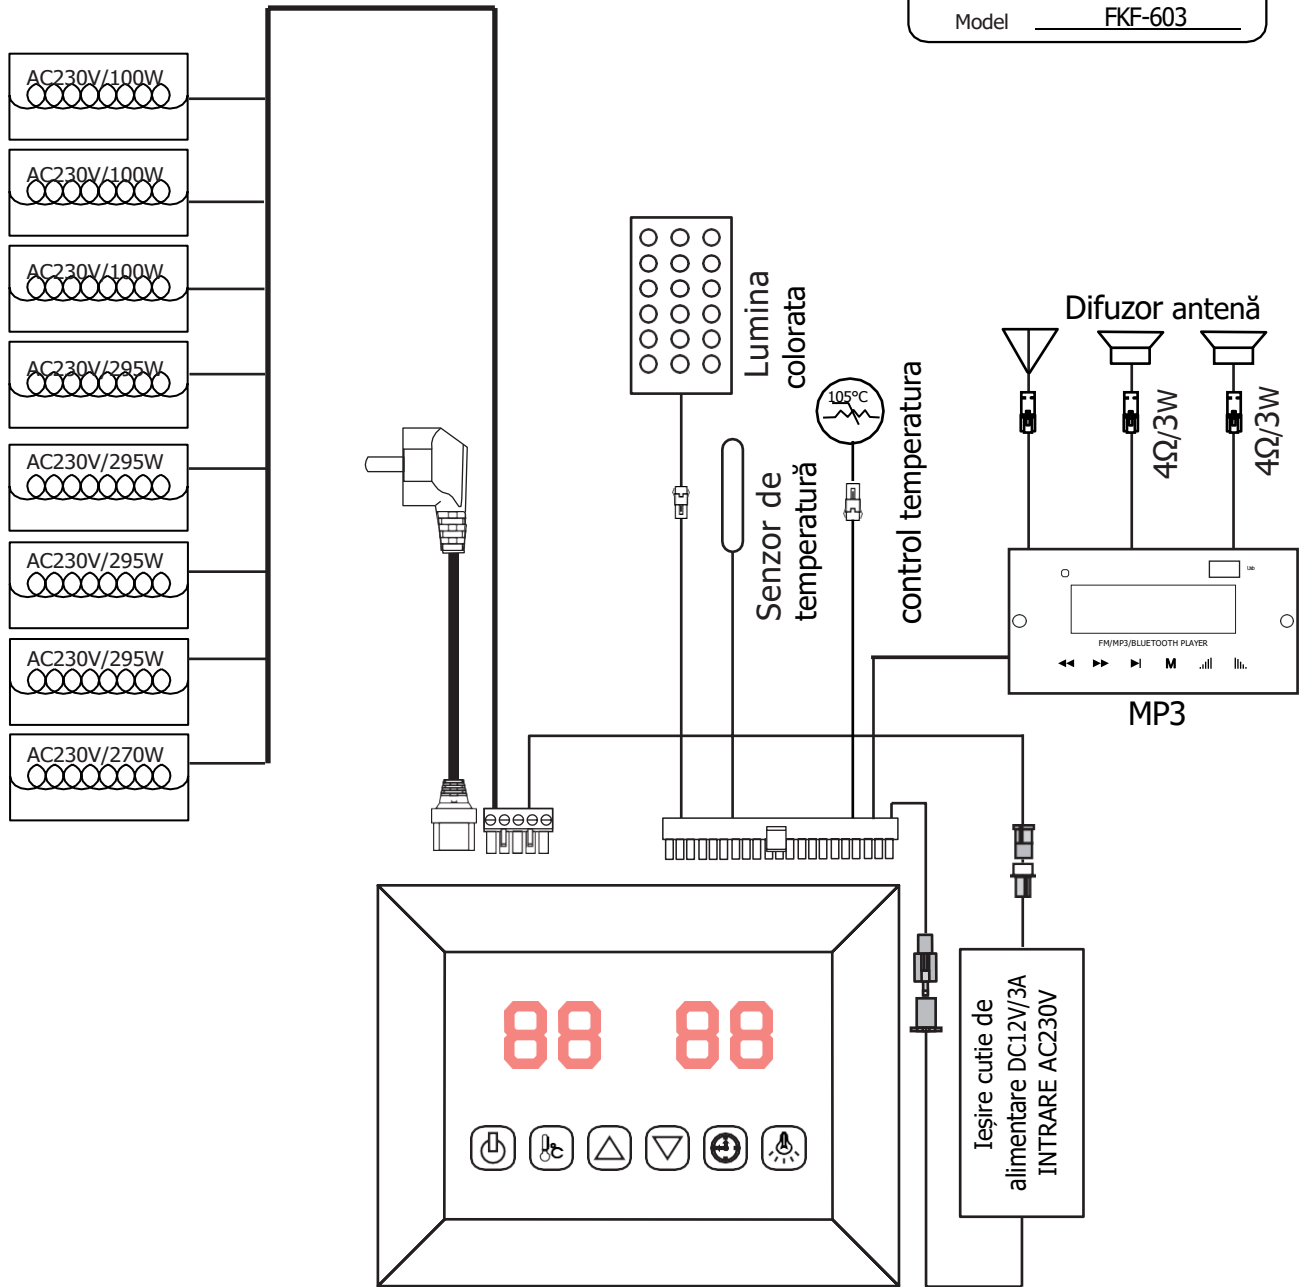 Model FKF-603
AC230V/100W
AC230V/100W
AC230V/100W
AC230V/295W
AC230V/295W
AC230V/295W
AC230V/295W
AC230V/270W
Lumina
colorata
Senzor de
temperatură
105°C
control temperatura
Difuzor antenă
4Ω/3W
4Ω/3W
Usb
FM/MP3/BLUETOOTH PLAYER
M
MP3
88 88
°C
Ieșire cutie de
alimentare DC12V/3A
INTRARE AC230V